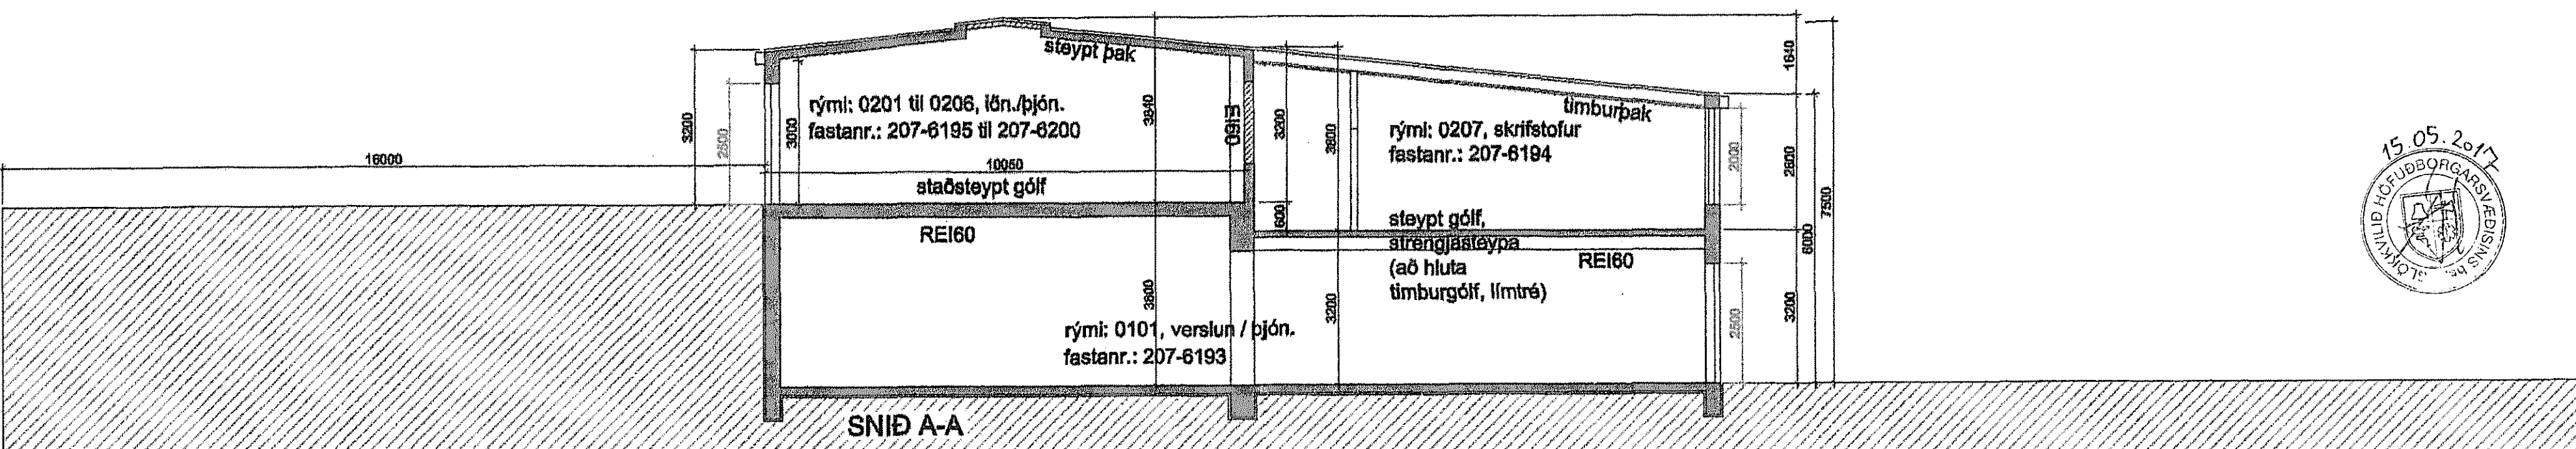 steypt þak
rými: 0201 til 0206, iðn./þjón.
fastanr.: 207-6195 til 207-6200
3200
2500
3000
3840
EI60
3200
3800
timburþak
rými: 0207, skrifstofur
fastanr.: 207-6194
1640
2000
2800
7500
16000
10050
staðsteypt gólf
REI60
600
steypt gólf,
strengjasteypa
(að hluta
timburgólf, límtré)
REI60
6000
3800
3200
2500
3200
rými: 0101, verslun / þjón.
fastanr.: 207-6193
SNIÐ A-A
15.05.2017
SLÖKKVILIÐ HÖFUÐBORGARSVÆÐISINS bs.